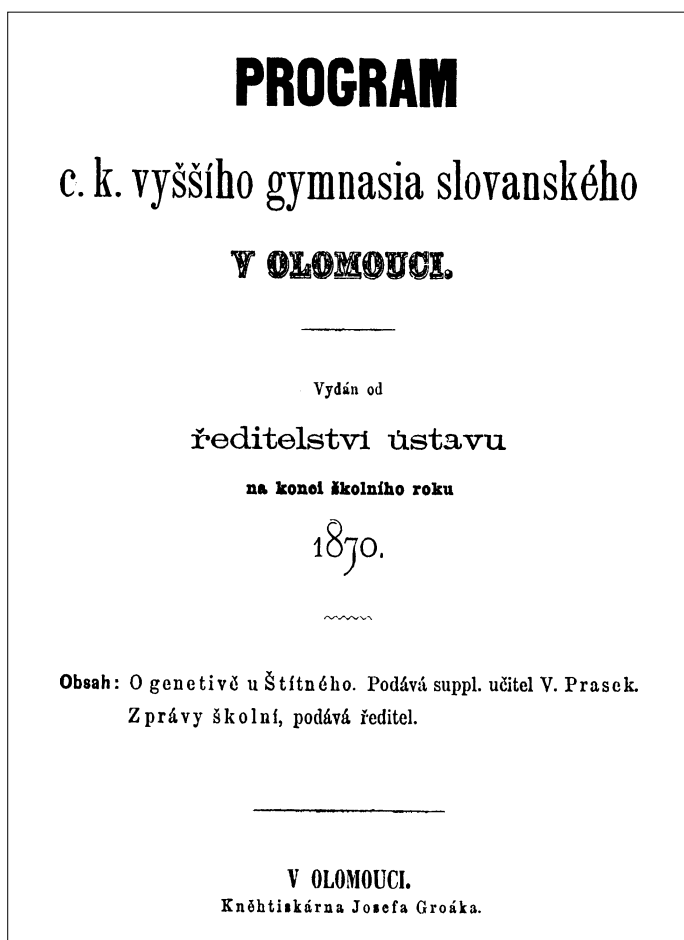 PROGRAM
c. k. vyššího gymnasia slovanského
V OLOMOUCI.
Vydán od
ředitelství ústavu
na konci školního roku
1870.
Obsah: O genetivě u Štítného. Podává suppl. učitel V. Prasek.
Zprávy školní, podává ředitel.
V OLOMOUCI.
Kněhtiskárna Josefa Groáka.